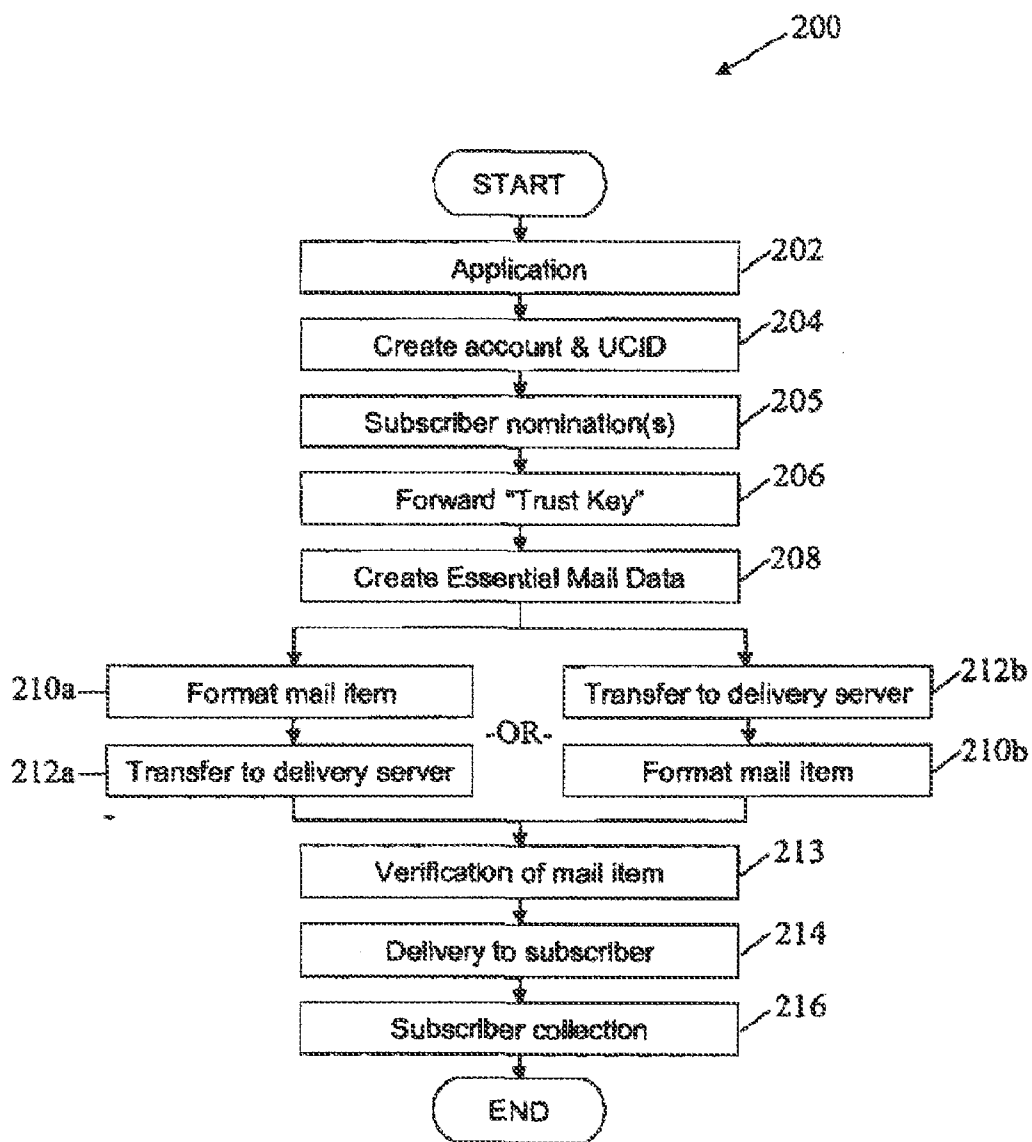 200
START
Application
202
Create account & UCID
204
Subscriber nomination(s)
205
Forward "Trust Key"
206
Create Essential Mail Data
208
210a
Format mail item
Transfer to delivery server
212b
-OR-
212a
Transfer to delivery server
Format mail item
210b
Verification of mail item
213
Delivery to subscriber
214
Subscriber collection
216
END